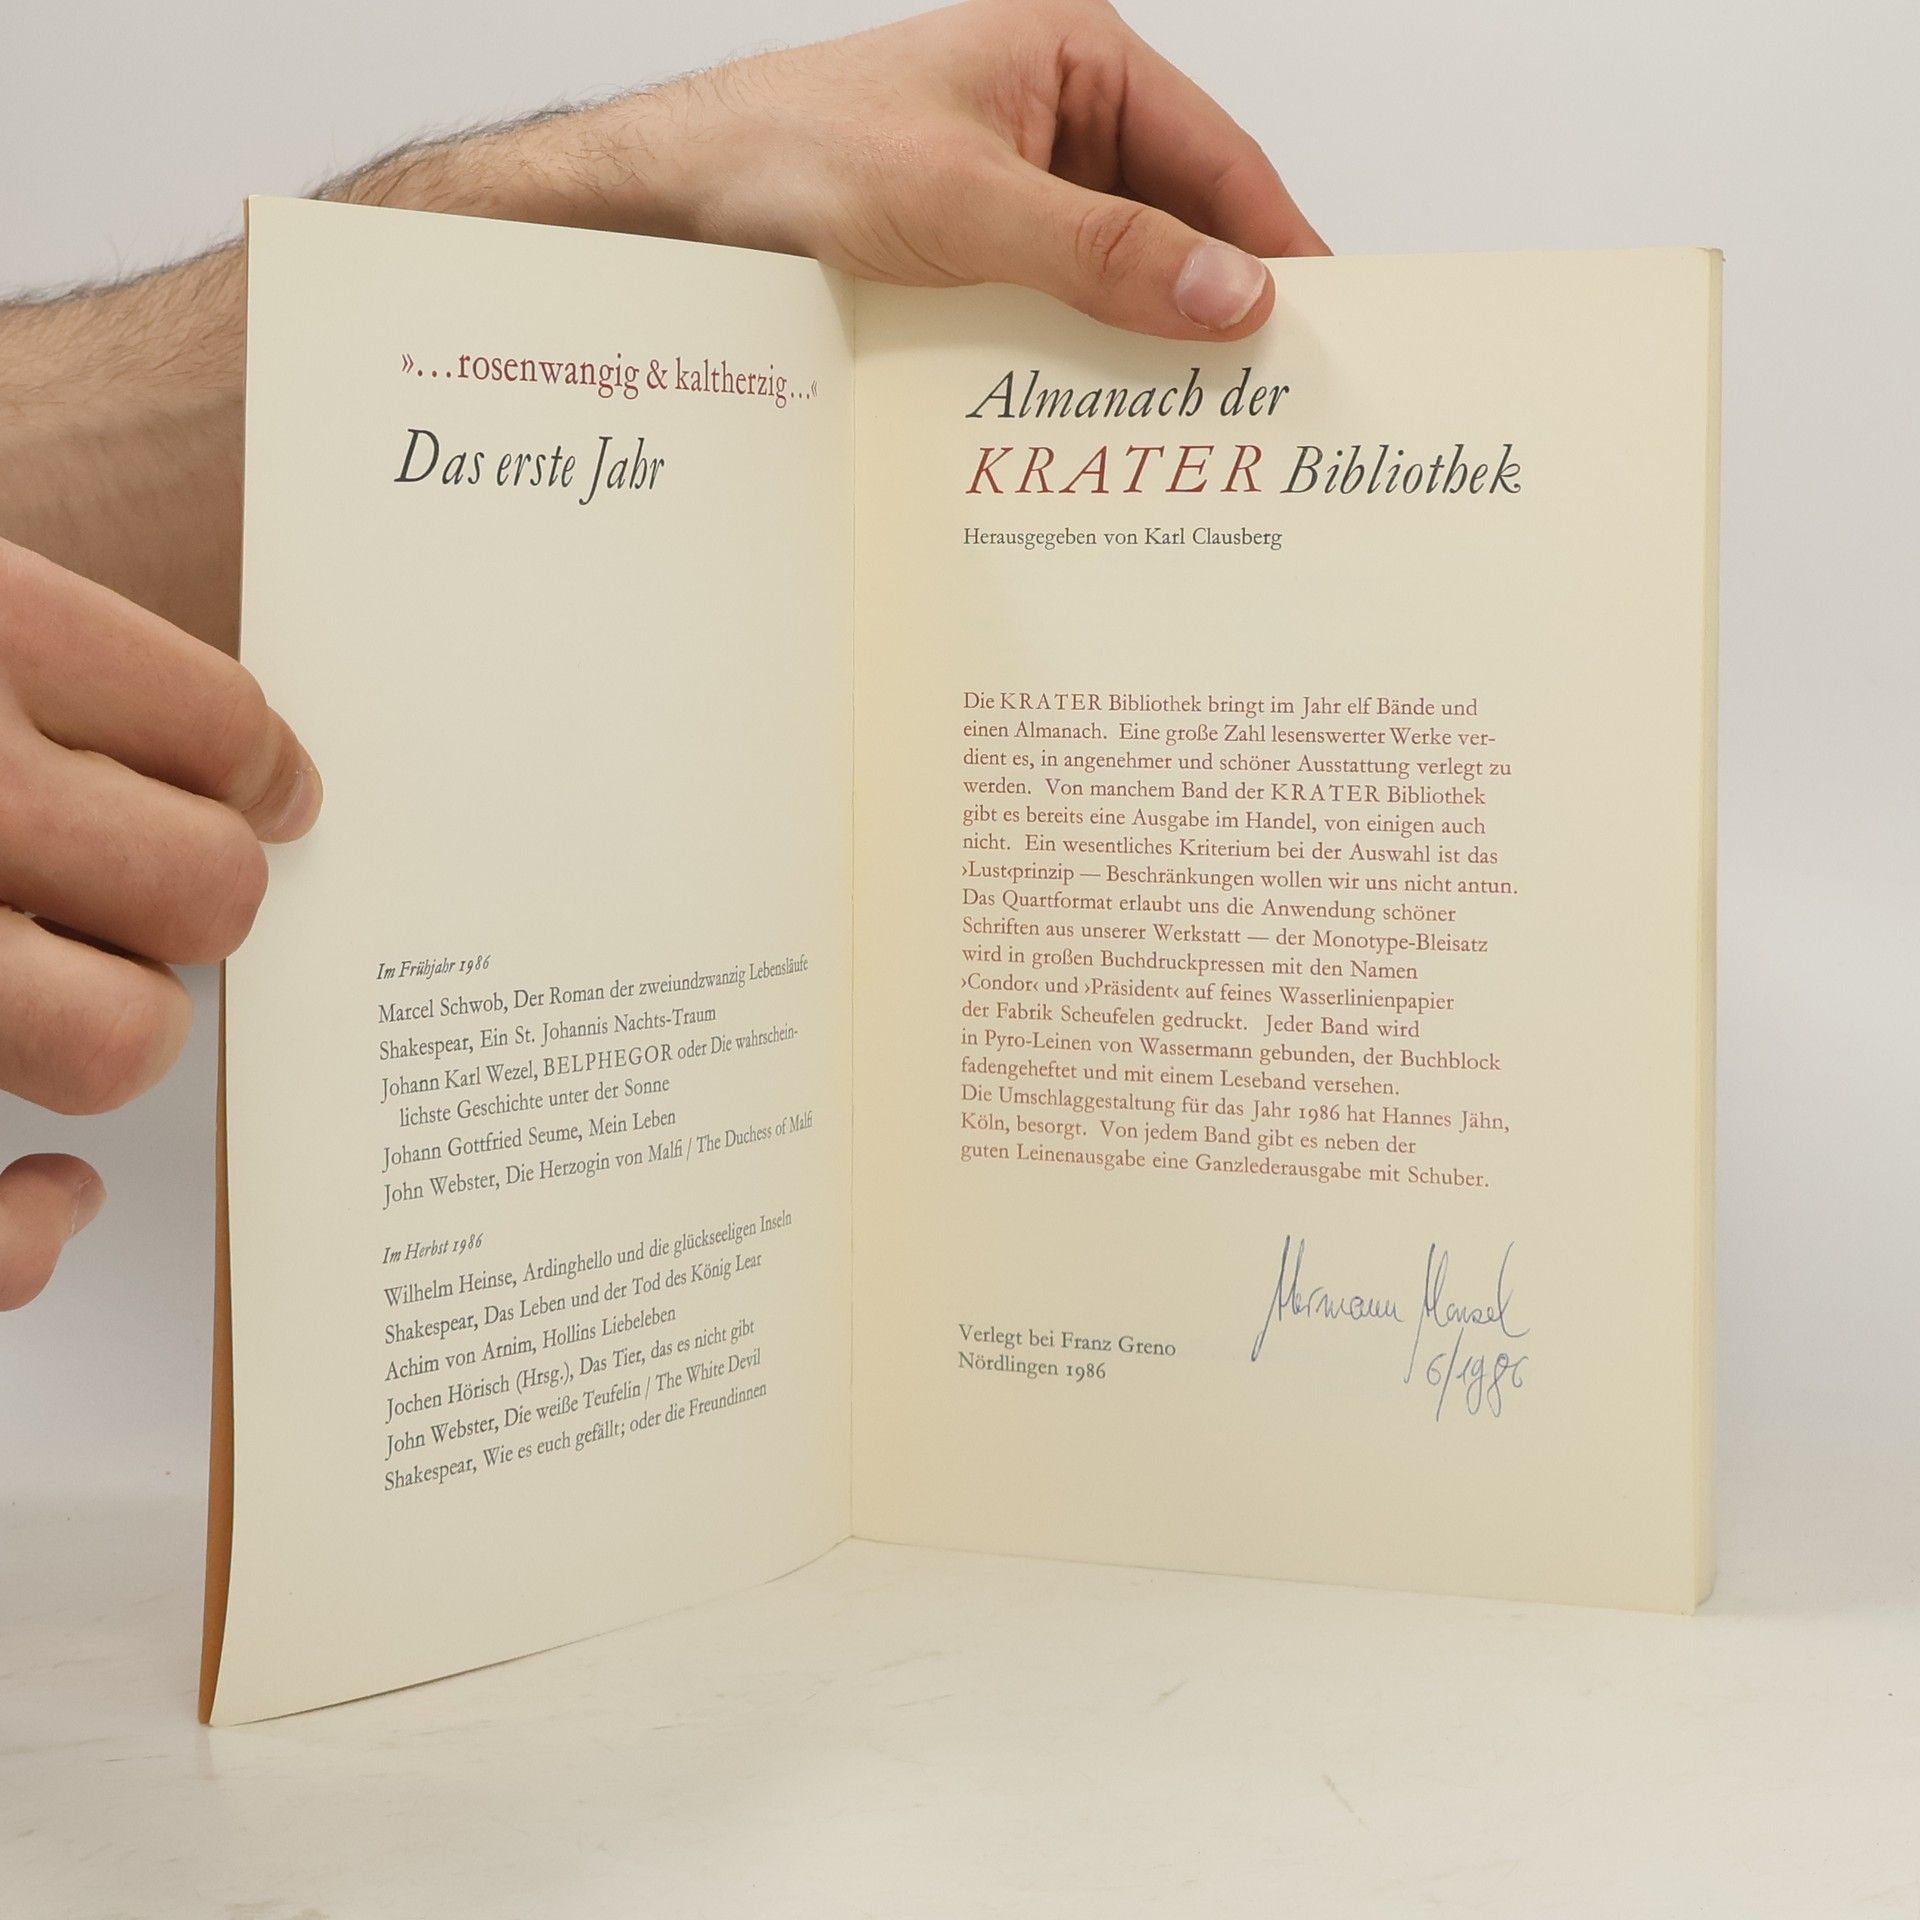 »...rosenwangig & kaltherzig...«
Das erste Jahr
Im Frühjahr 1986
Marcel Schwob, Der Roman der zweiundzwanzig Lebensläufe
Shakespear, Ein St. Johannis Nachts-Traum
Johann Karl Wezel, BELPHEGOR oder Die wahrschein-
lichste Geschichte unter der Sonne
Johann Gottfried Seume, Mein Leben
John Webster, Die Herzogin von Malfi / The Duchess of Malfi
Im Herbst 1986
Wilhelm Heinse, Ardinghello und die glückseeligen Inseln
Shakespear, Das Leben und der Tod des König Lear
Achim von Arnim, Hollins Liebeleben
Jochen Hörisch (Hrsg.), Das Tier, das es nicht gibt
John Webster, Die weiße Teufelin / The White Devil
Shakespear, Wie es euch gefällt; oder die Freundinnen
Almanach der
KRATER Bibliothek
Herausgegeben von Karl Clausberg
Die KRATER Bibliothek bringt im Jahr elf Bände und
einen Almanach. Eine große Zahl lesenswerter Werke ver-
dient es, in angenehmer und schöner Ausstattung verlegt zu
werden. Von manchem Band der KRATER Bibliothek
gibt es bereits eine Ausgabe im Handel, von einigen auch
nicht. Ein wesentliches Kriterium bei der Auswahl ist das
›Lust‹prinzip — Beschränkungen wollen wir uns nicht antun.
Das Quartformat erlaubt uns die Anwendung schöner
Schriften aus unserer Werkstatt — der Monotype-Bleisatz
wird in großen Buchdruckpressen mit den Namen
›Condor‹ und ›Präsident‹ auf feines Wasserlinienpapier
der Fabrik Scheufelen gedruckt. Jeder Band wird
in Pyro-Leinen von Wassermann gebunden, der Buchblock
fadengeheftet und mit einem Leseband versehen.
Die Umschlaggestaltung für das Jahr 1986 hat Hannes Jähn,
Köln, besorgt. Von jedem Band gibt es neben der
guten Leinenausgabe eine Ganzlederausgabe mit Schuber.
Hermann
6/1986
Verlegt bei Franz Greno
Nördlingen 1986